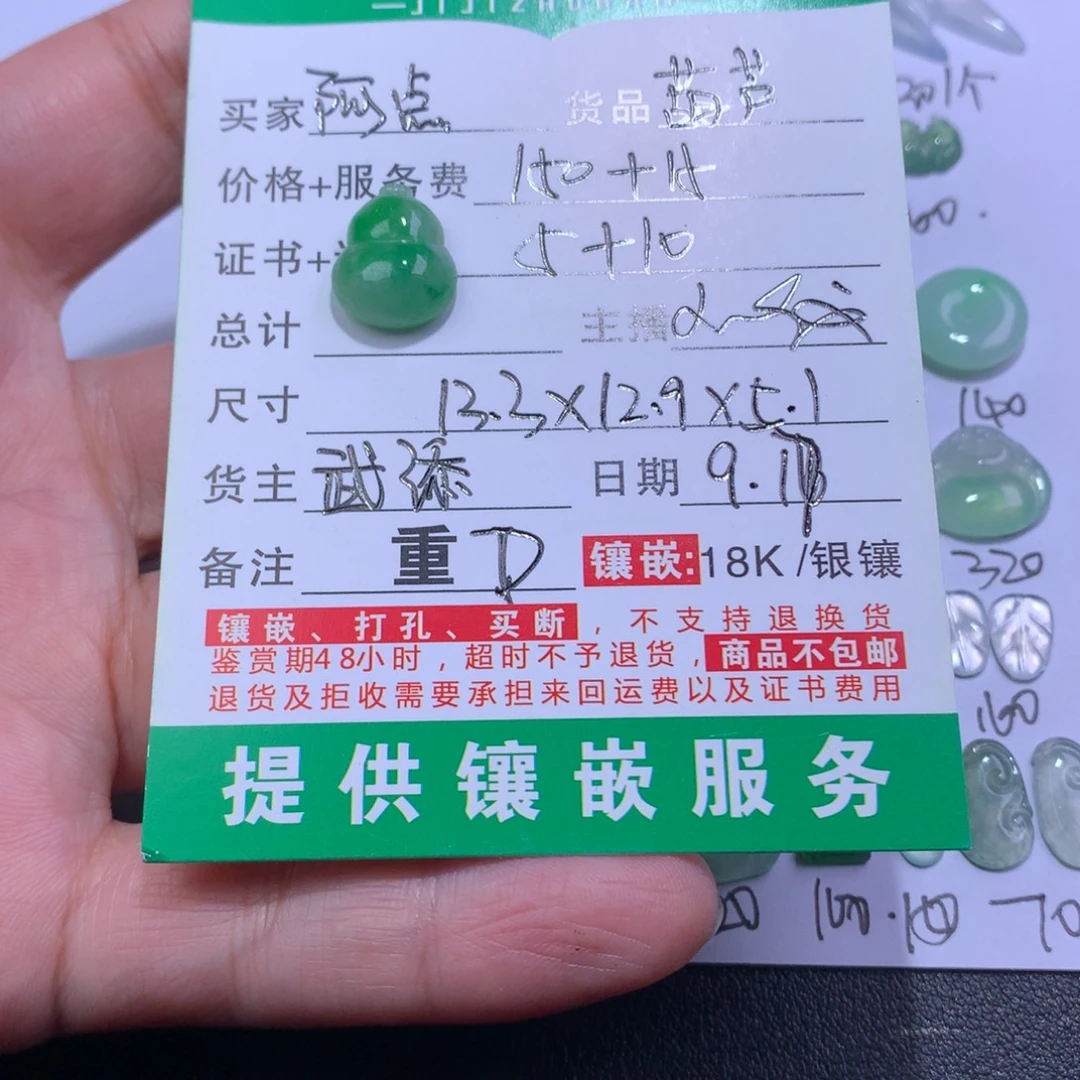 买家 阿点 货品 葫芦
价格+服务费 150+15
证书+ 5+10
总计 主播
尺寸 13.3×12.9×5.1
货主 武添 日期 9.
备注 重D 镶嵌:18K/银镶
镶嵌、打孔、买断，不支持退换货
鉴赏期48小时，超时不予退货，商品不包邮
退货及拒收需要承担来回运费以及证书费用
提供镶嵌服务
140
320
160
70